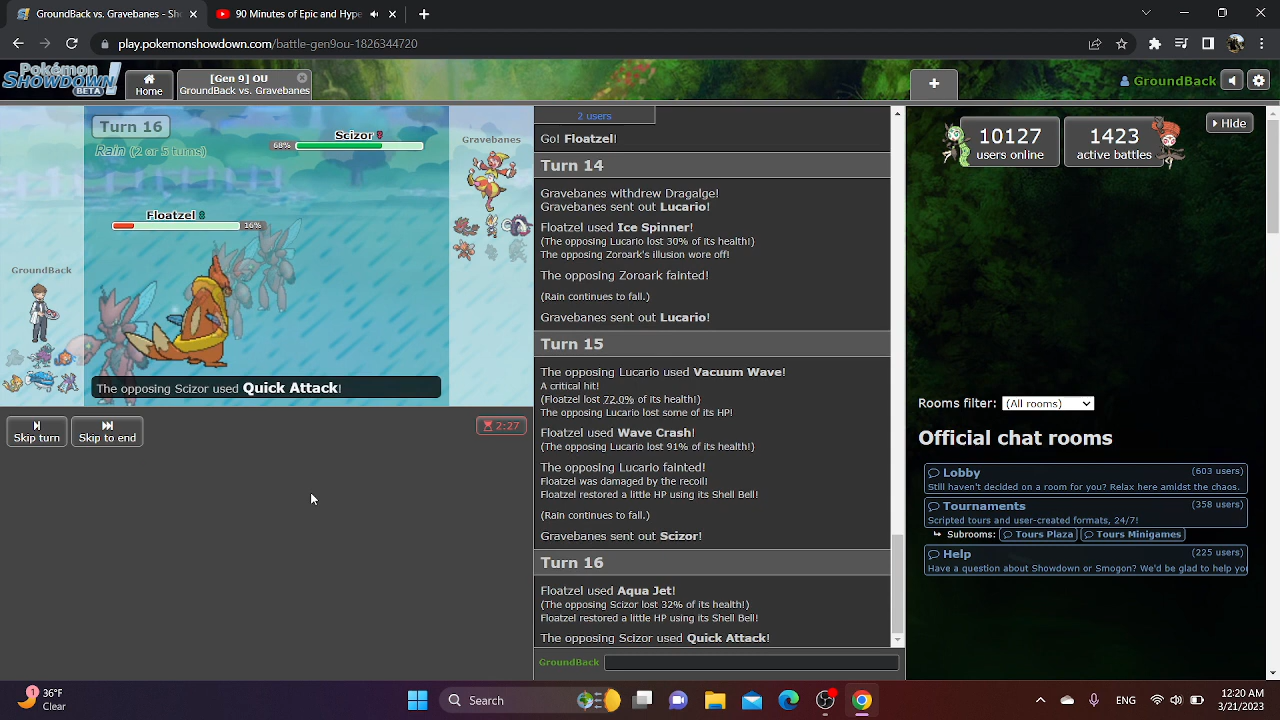 [Gen 9] OU GroundBack vs. Gravebanes - Sho
90 Minutes of Epic and Hype
play.pokemonshowdown.com/battle-gen9ou-1826344720
Pokémon
SHOWDOWN!
BETA
Home
[Gen 9] OU
GroundBack vs. Gravebanes
GroundBack
Turn 16
Rain (2 or 5 turns)
Scizor
68%
Floatzel
16%
GroundBack
Gravebanes
The opposing Scizor used Quick Attack!
Skip turn
Skip to end
2:27
2 users
Go! Floatzel!
Turn 14
Gravebanes withdrew Dragalge!
Gravebanes sent out Lucario!
Floatzel used Ice Spinner!
(The opposing Lucario lost 30% of its health!)
The opposing Zoroark's illusion wore off!
The opposing Zoroark fainted!
(Rain continues to fall.)
Gravebanes sent out Lucario!
Turn 15
The opposing Lucario used Vacuum Wave!
A critical hit!
(Floatzel lost 72.0% of its health!)
The opposing Lucario lost some of its HP!
Floatzel used Wave Crash!
(The opposing Lucario lost 91% of its health!)
The opposing Lucario fainted!
Floatzel was damaged by the recoil!
Floatzel restored a little HP using its Shell Bell!
(Rain continues to fall.)
Gravebanes sent out Scizor!
Turn 16
Floatzel used Aqua Jet!
(The opposing Scizor lost 32% of its health!)
Floatzel restored a little HP using its Shell Bell!
The opposing Scizor used Quick Attack!
GroundBack
10127
users online
1423
active battles
Hide
Rooms filter: (All rooms)
Official chat rooms
Lobby (603 users)
Still haven't decided on a room for you? Relax here amidst the chaos.
Tournaments (358 users)
Scripted tours and user-created formats, 24/7!
Subrooms: Tours Plaza Tours Minigames
Help (225 users)
Have a question about Showdown or Smogon? We'd be glad to help you
1
36°F
Clear
Search
ENG
12:20 AM
3/21/2023